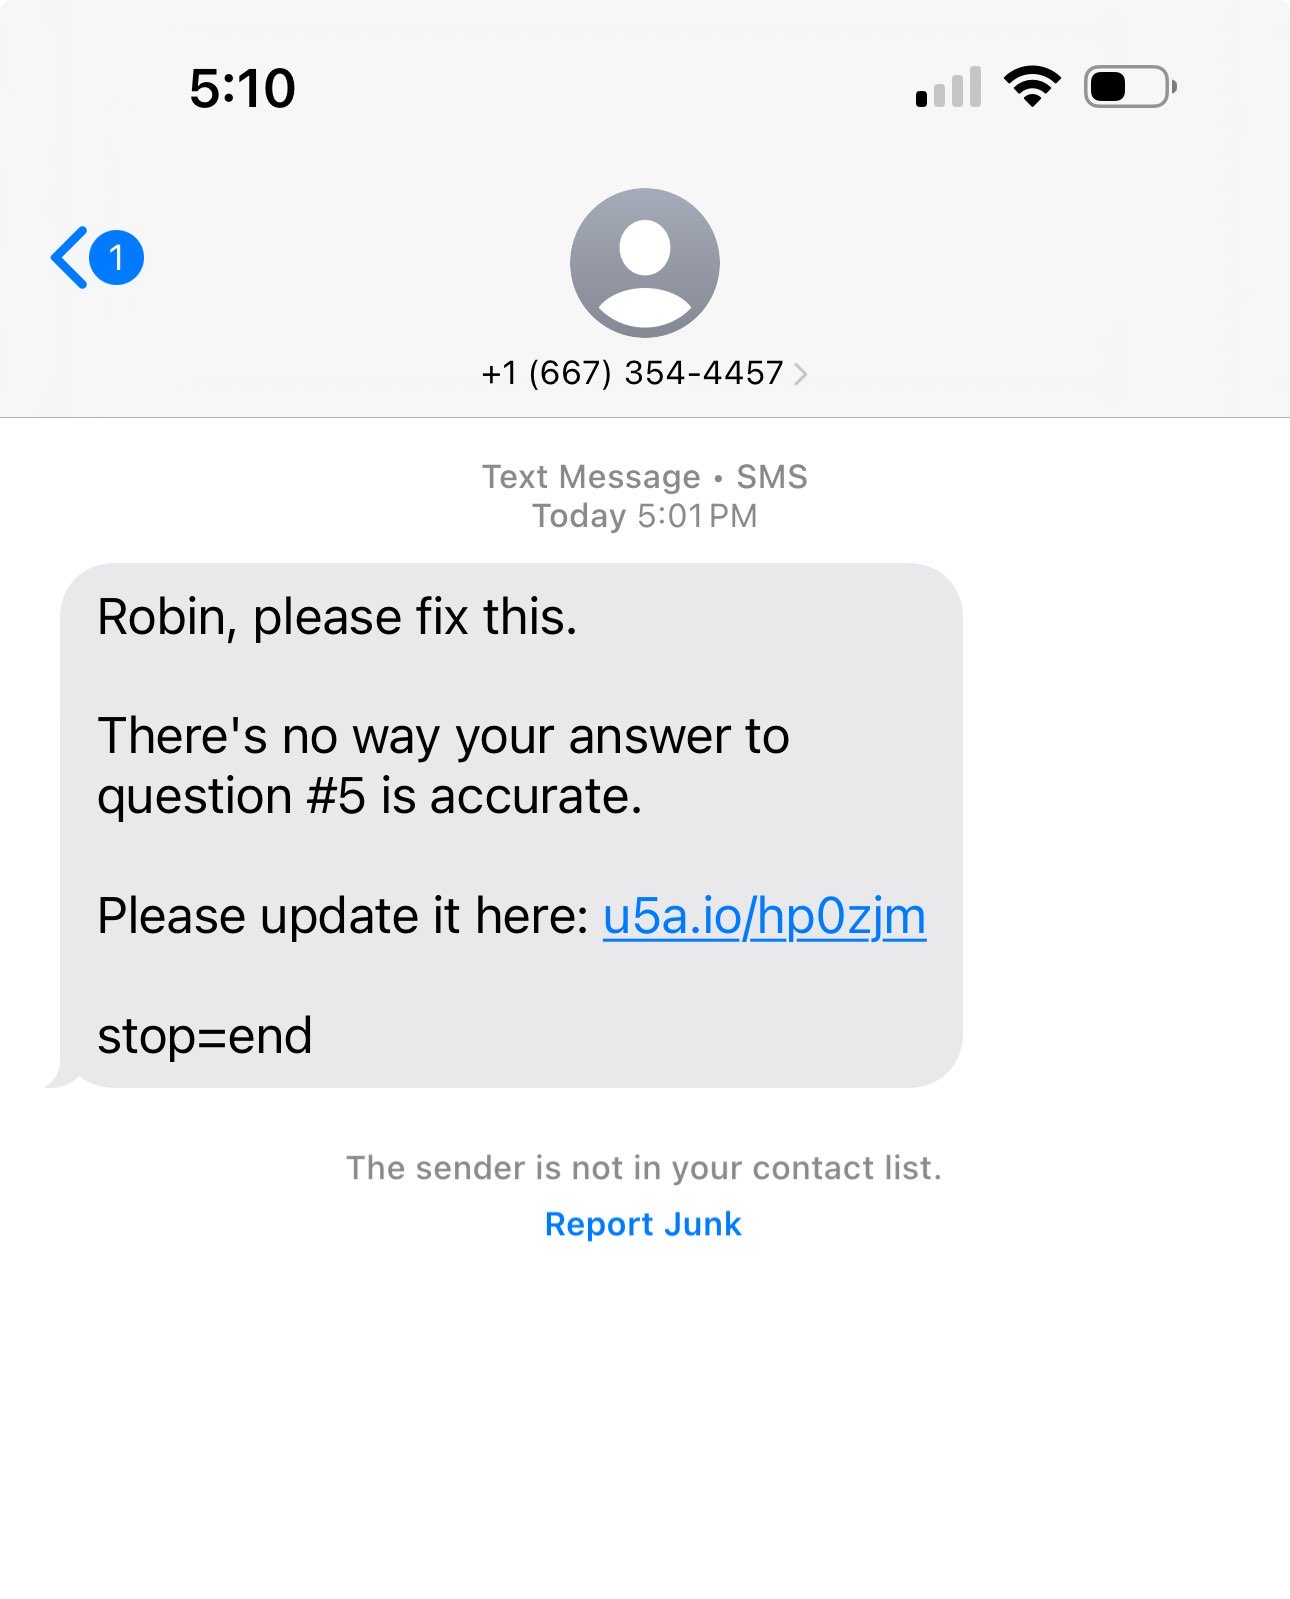 5:10
1
+1 (667) 354-4457
Text Message • SMS
Today 5:01 PM
Robin, please fix this.
There's no way your answer to
question #5 is accurate.
Please update it here: u5a.io/hp0zjm
stop=end
The sender is not in your contact list.
Report Junk